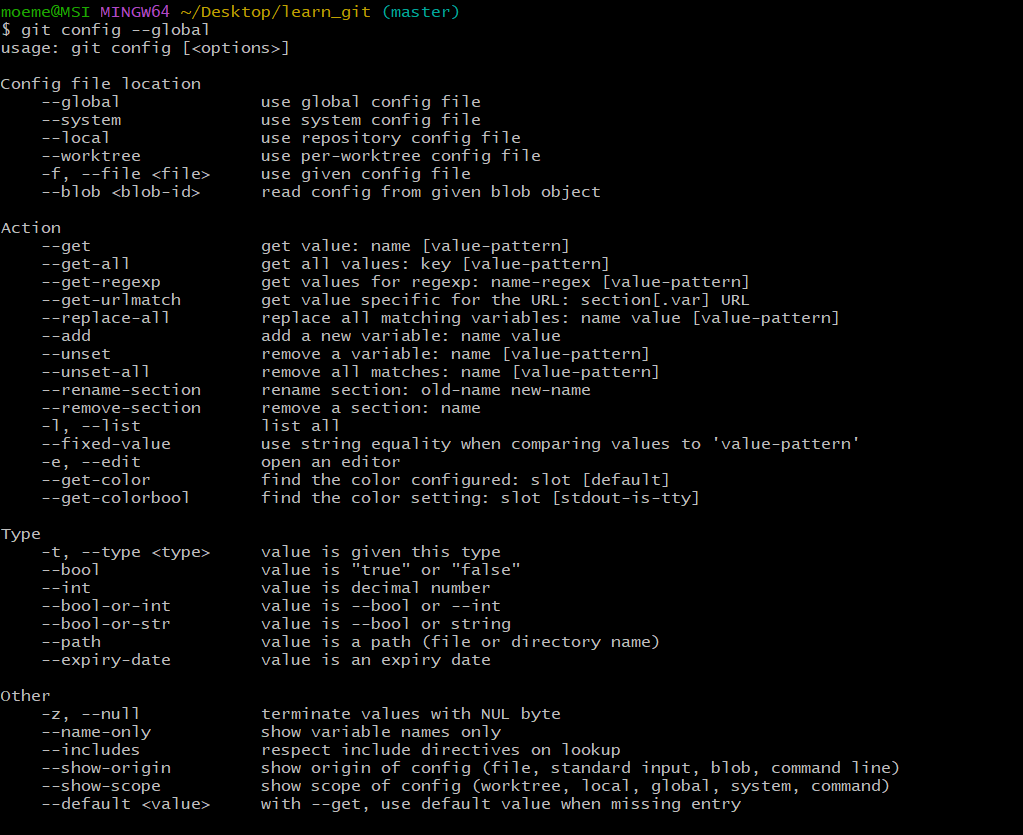 moeme@MSI MINGW64 ~/Desktop/learn_git (master)
$ git config --global
usage: git config [<options>]

Config file location
    --global              use global config file
    --system              use system config file
    --local               use repository config file
    --worktree            use per-worktree config file
    -f, --file <file>     use given config file
    --blob <blob-id>      read config from given blob object

Action
    --get                 get value: name [value-pattern]
    --get-all             get all values: key [value-pattern]
    --get-regexp          get values for regexp: name-regex [value-pattern]
    --get-urlmatch        get value specific for the URL: section[.var] URL
    --replace-all         replace all matching variables: name value [value-pattern]
    --add                 add a new variable: name value
    --unset               remove a variable: name [value-pattern]
    --unset-all           remove all matches: name [value-pattern]
    --rename-section      rename section: old-name new-name
    --remove-section      remove a section: name
    -l, --list            list all
    --fixed-value         use string equality when comparing values to 'value-pattern'
    -e, --edit            open an editor
    --get-color           find the color configured: slot [default]
    --get-colorbool       find the color setting: slot [stdout-is-tty]

Type
    -t, --type <type>     value is given this type
    --bool                value is "true" or "false"
    --int                 value is decimal number
    --bool-or-int         value is --bool or --int
    --bool-or-str         value is --bool or string
    --path                value is a path (file or directory name)
    --expiry-date         value is an expiry date

Other
    -z, --null            terminate values with NUL byte
    --name-only           show variable names only
    --includes            respect include directives on lookup
    --show-origin         show origin of config (file, standard input, blob, command line)
    --show-scope          show scope of config (worktree, local, global, system, command)
    --default <value>     with --get, use default value when missing entry